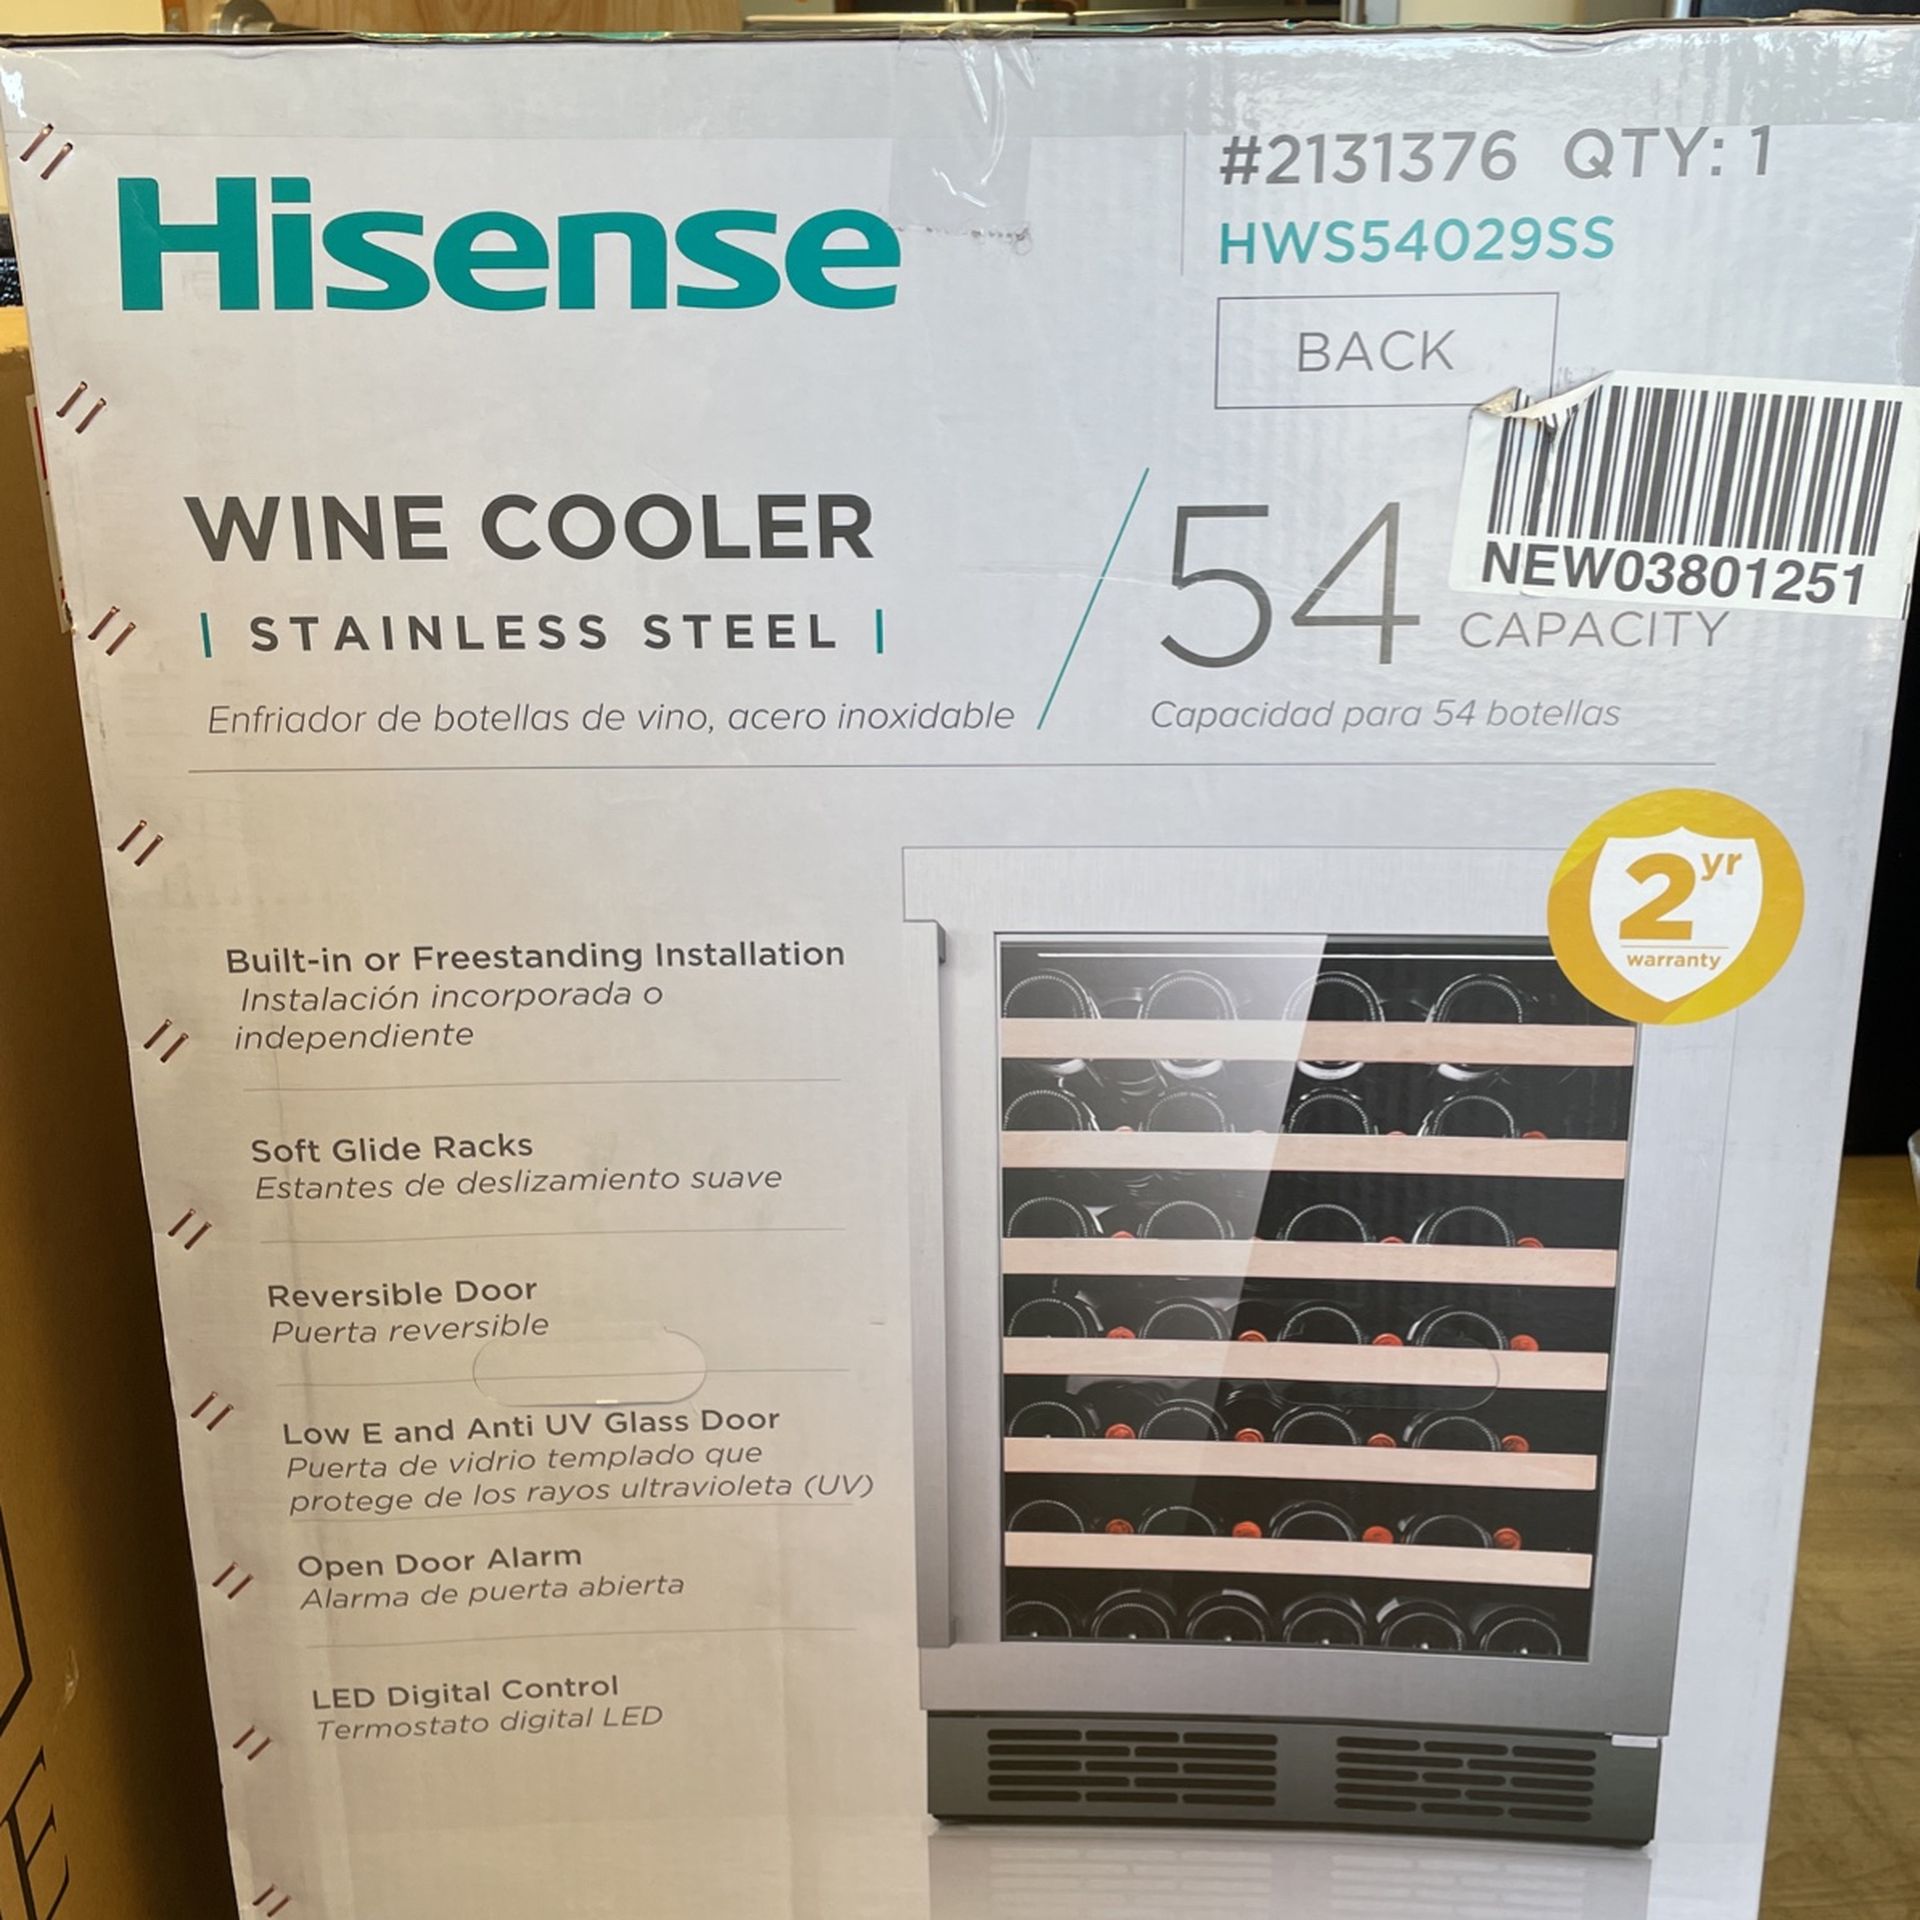 Hisense
#2131376 QTY: 1
HWS54029SS
BACK
NEW03801251
WINE COOLER
| STAINLESS STEEL |
Enfriador de botellas de vino, acero inoxidable
54 CAPACITY
Capacidad para 54 botellas
2 yr
warranty
Built-in or Freestanding Installation
Instalación incorporada o
independiente
Soft Glide Racks
Estantes de deslizamiento suave
Reversible Door
Puerta reversible
Low E and Anti UV Glass Door
Puerta de vidrio templado que
protege de los rayos ultravioleta (UV)
Open Door Alarm
Alarma de puerta abierta
LED Digital Control
Termostato digital LED
E